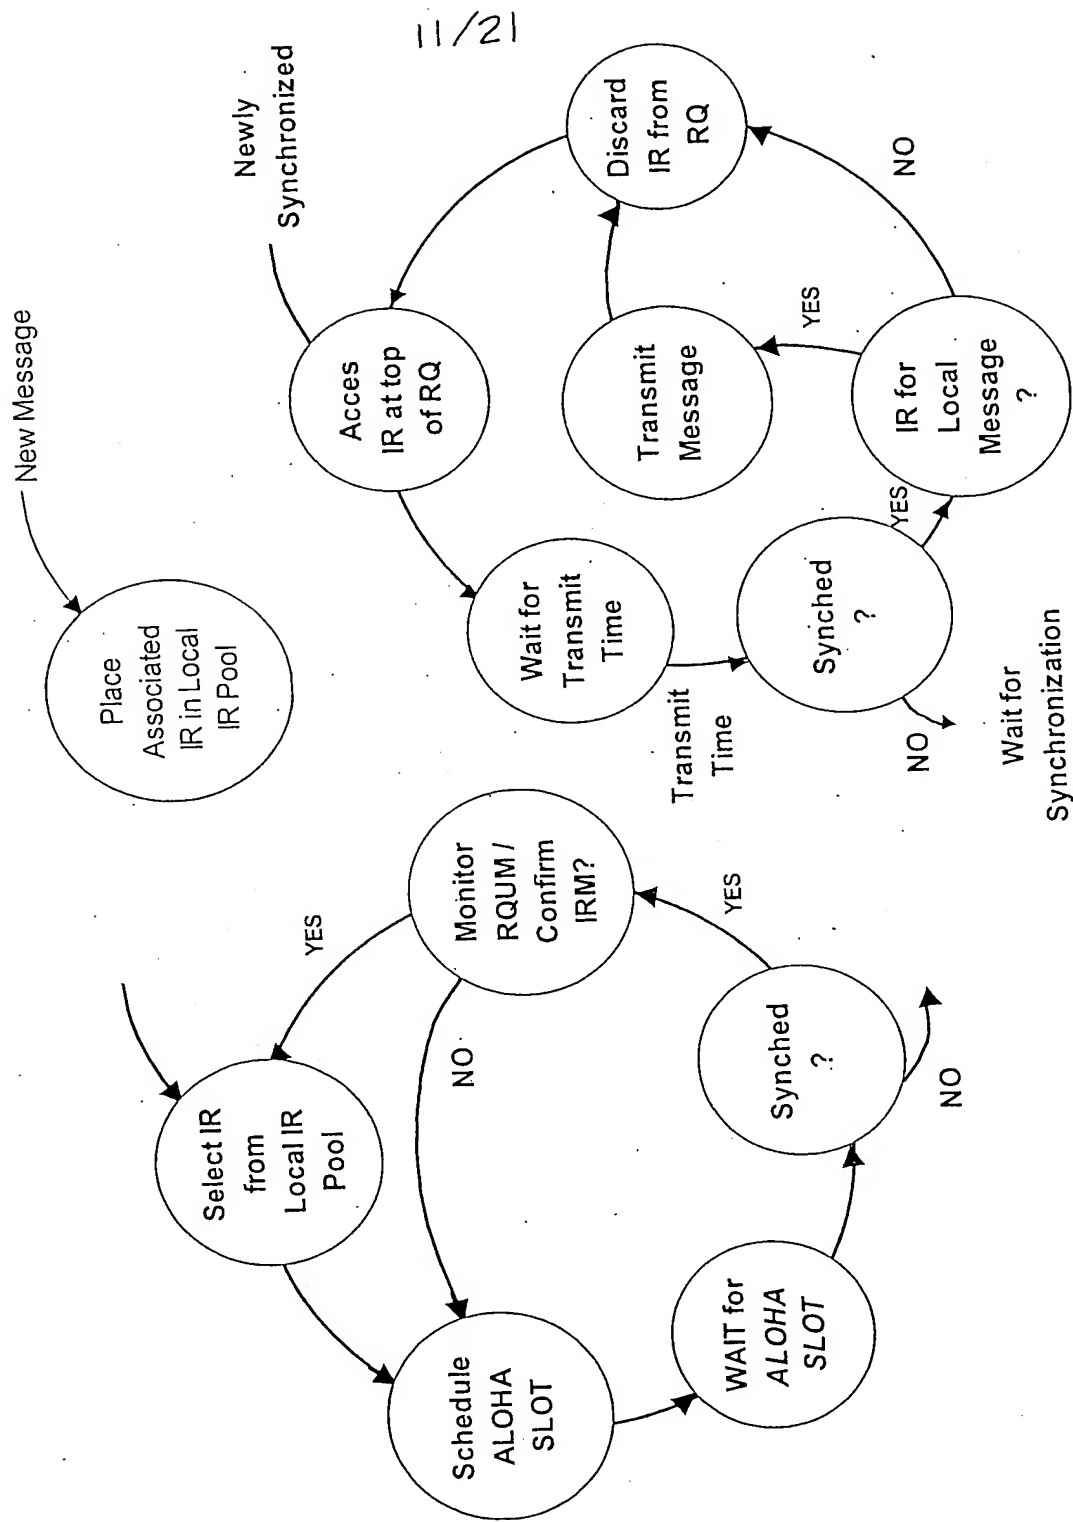 11/21
New Message
Place
Associated
IR in Local
IR Pool
Newly
Synchronized
Acces
IR at top
of RQ
Discard
IR from
RQ
Wait for
Transmit
Time
Transmit
Message
Transmit
Time
Synched
?
YES
IR for
Local
Message
?
YES
NO
NO
Wait for
Synchronization
Select IR
from
Local IR
Pool
YES
Monitor
RQUM /
Confirm
IRM?
NO
Schedule
ALOHA
SLOT
WAIT for
ALOHA
SLOT
Synched
?
YES
NO